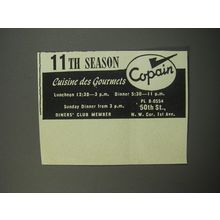 11TH SEASON
Cuisine des Gourmets
Copain
Luncheon 12:30-3 p.m. Dinner 5:30-11 p.m.
PL 8-0554
Sunday Dinner from 3 p.m.
50th St.,
DINERS' CLUB MEMBER
N. W. Cor. 1st Ave.